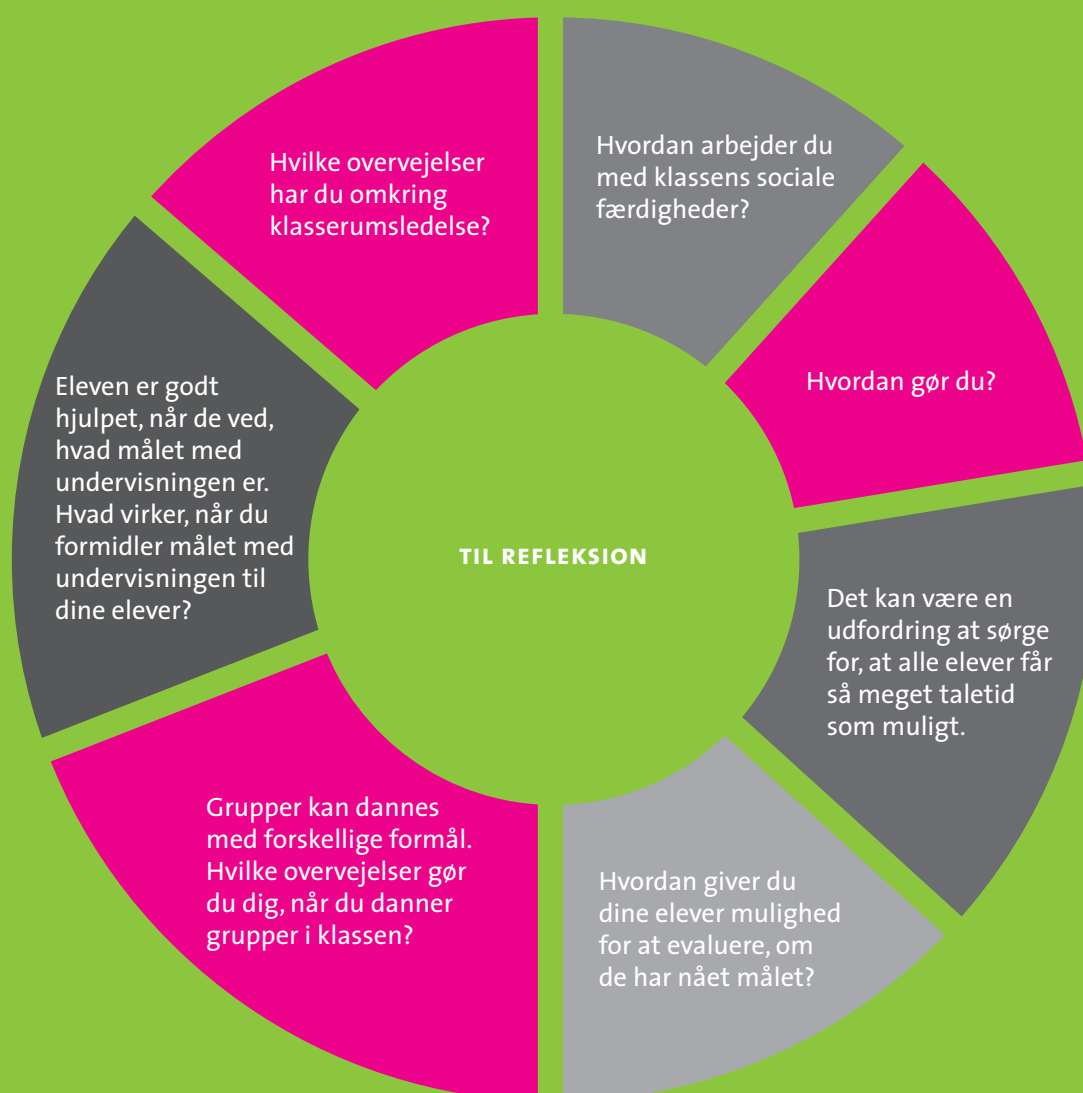 Hvilke overvejelser
har du omkring
klasserumsledelse?
Hvordan arbejder du
med klassens sociale
færdigheder?
Hvordan gør du?
Det kan være en
udfordring at sørge
for, at alle elever får
så meget taletid
som muligt.
Hvordan giver du
dine elever mulighed
for at evaluere, om
de har nået målet?
Grupper kan dannes
med forskellige formål.
Hvilke overvejelser gør
du dig, når du danner
grupper i klassen?
Eleven er godt
hjulpet, når de ved,
hvad målet med
undervisningen er.
Hvad virker, når du
formidler målet med
undervisningen til
dine elever?
TIL REFLEKSION